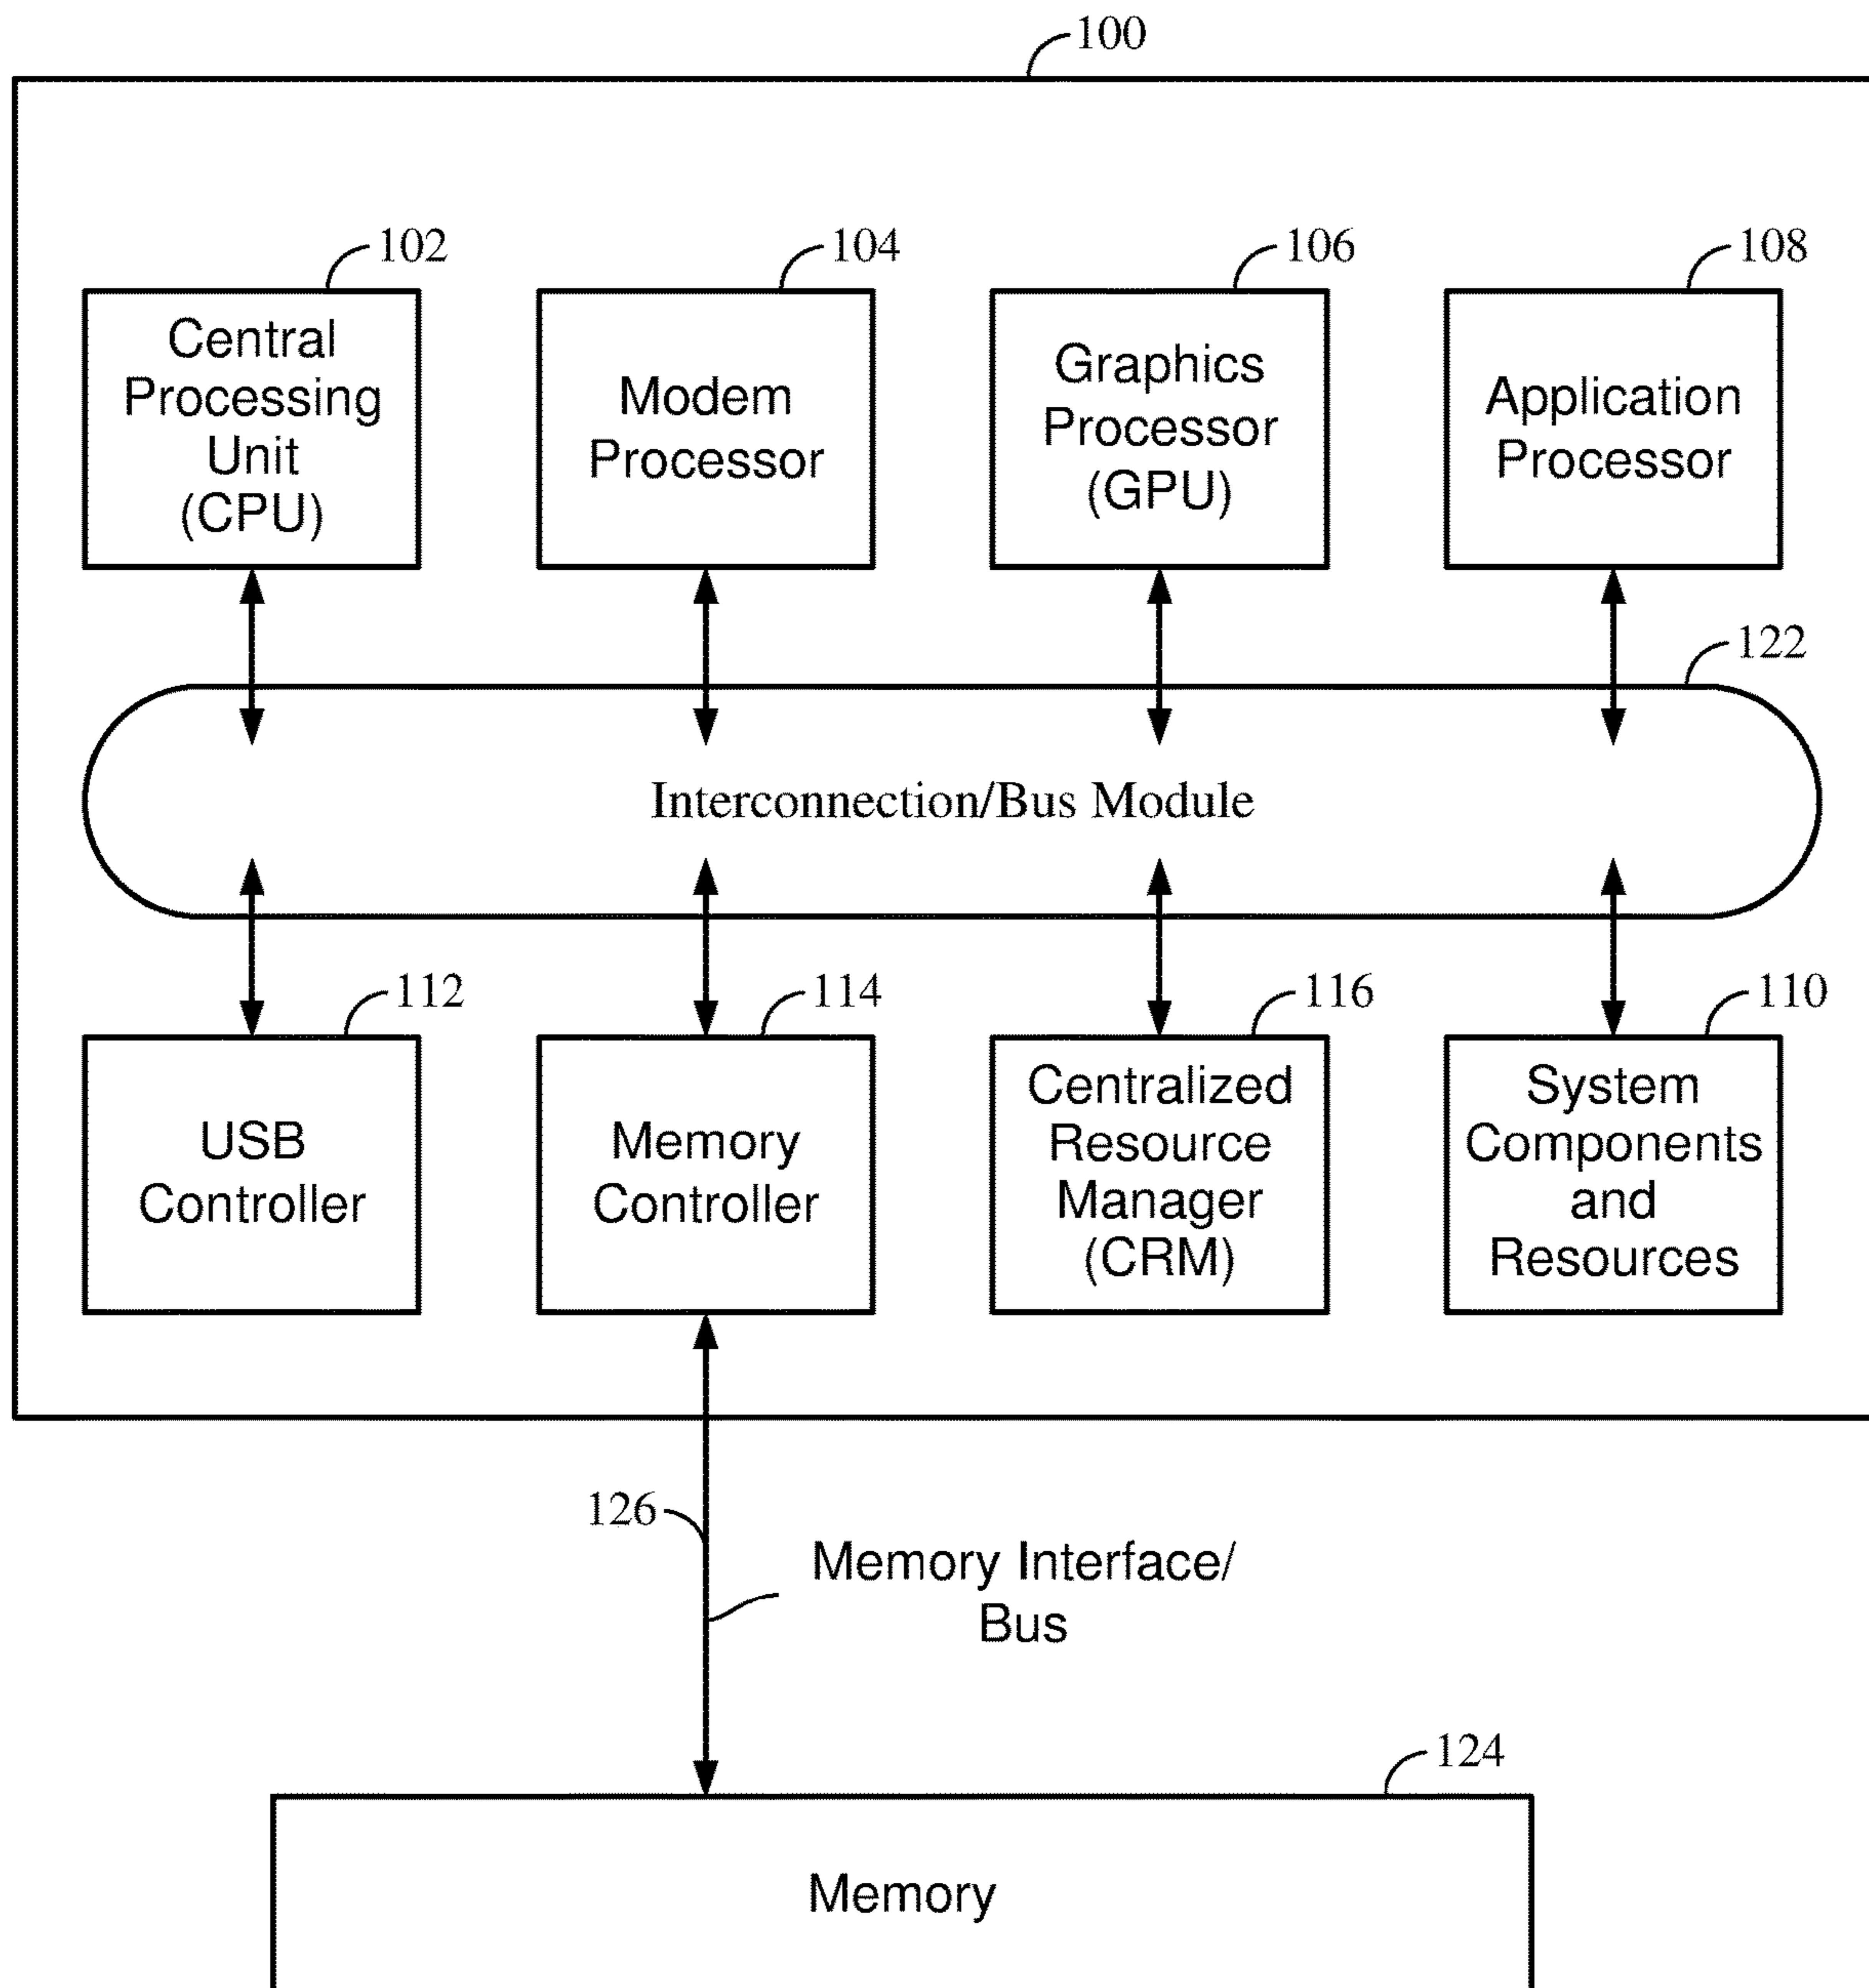 100
102
104
106
108
Central
Processing
Unit
(CPU)
Modem
Processor
Graphics
Processor
(GPU)
Application
Processor
122
Interconnection/Bus Module
112
114
116
110
USB
Controller
Memory
Controller
Centralized
Resource
Manager
(CRM)
System
Components
and
Resources
126
Memory Interface/
Bus
124
Memory